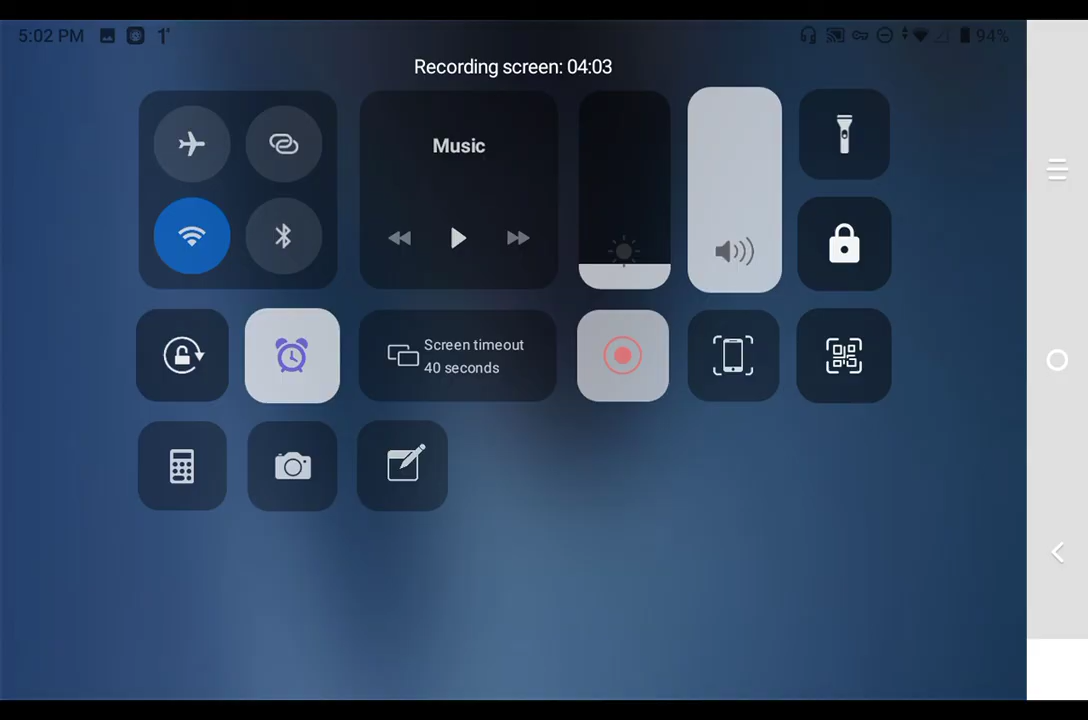 5:02 PM 94%
Recording screen: 04:03
Music
Screen timeout
40 seconds